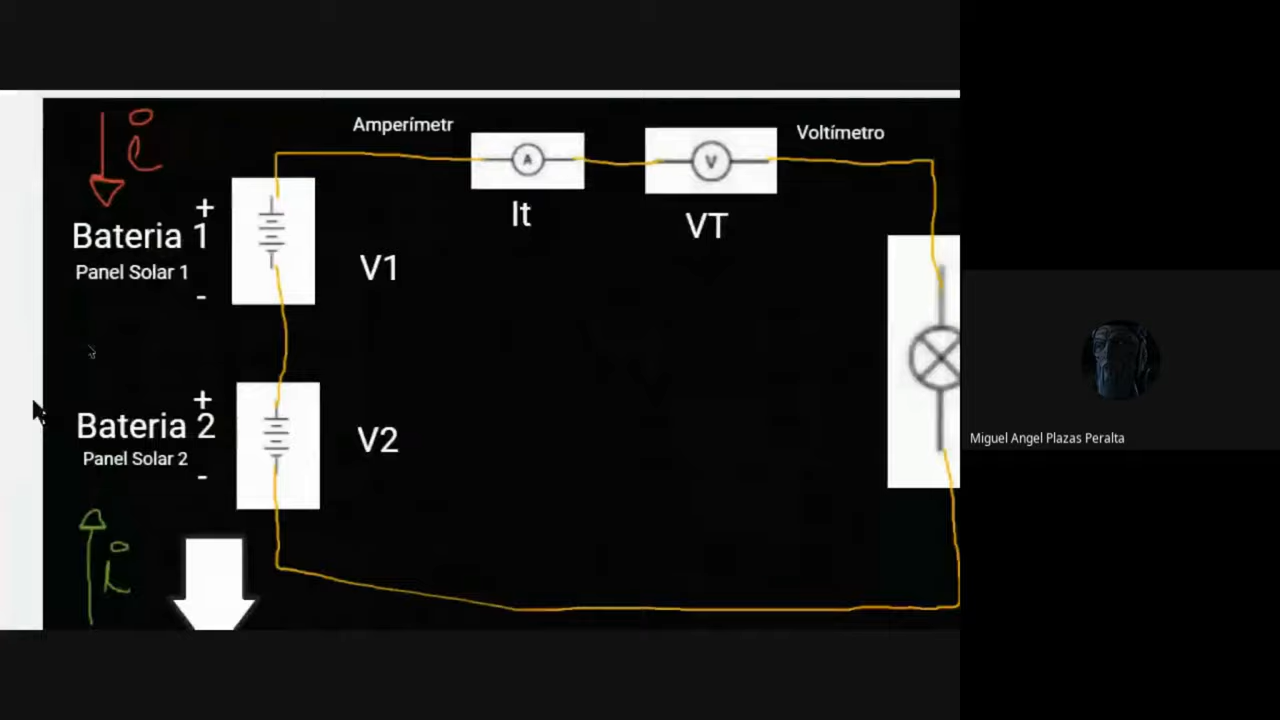 i
Amperímetr
A
V
Voltímetro
It
VT
+
Bateria 1
Panel Solar 1
-
V1
+
Bateria 2
Panel Solar 2
-
V2
Miguel Angel Plazas Peralta
i